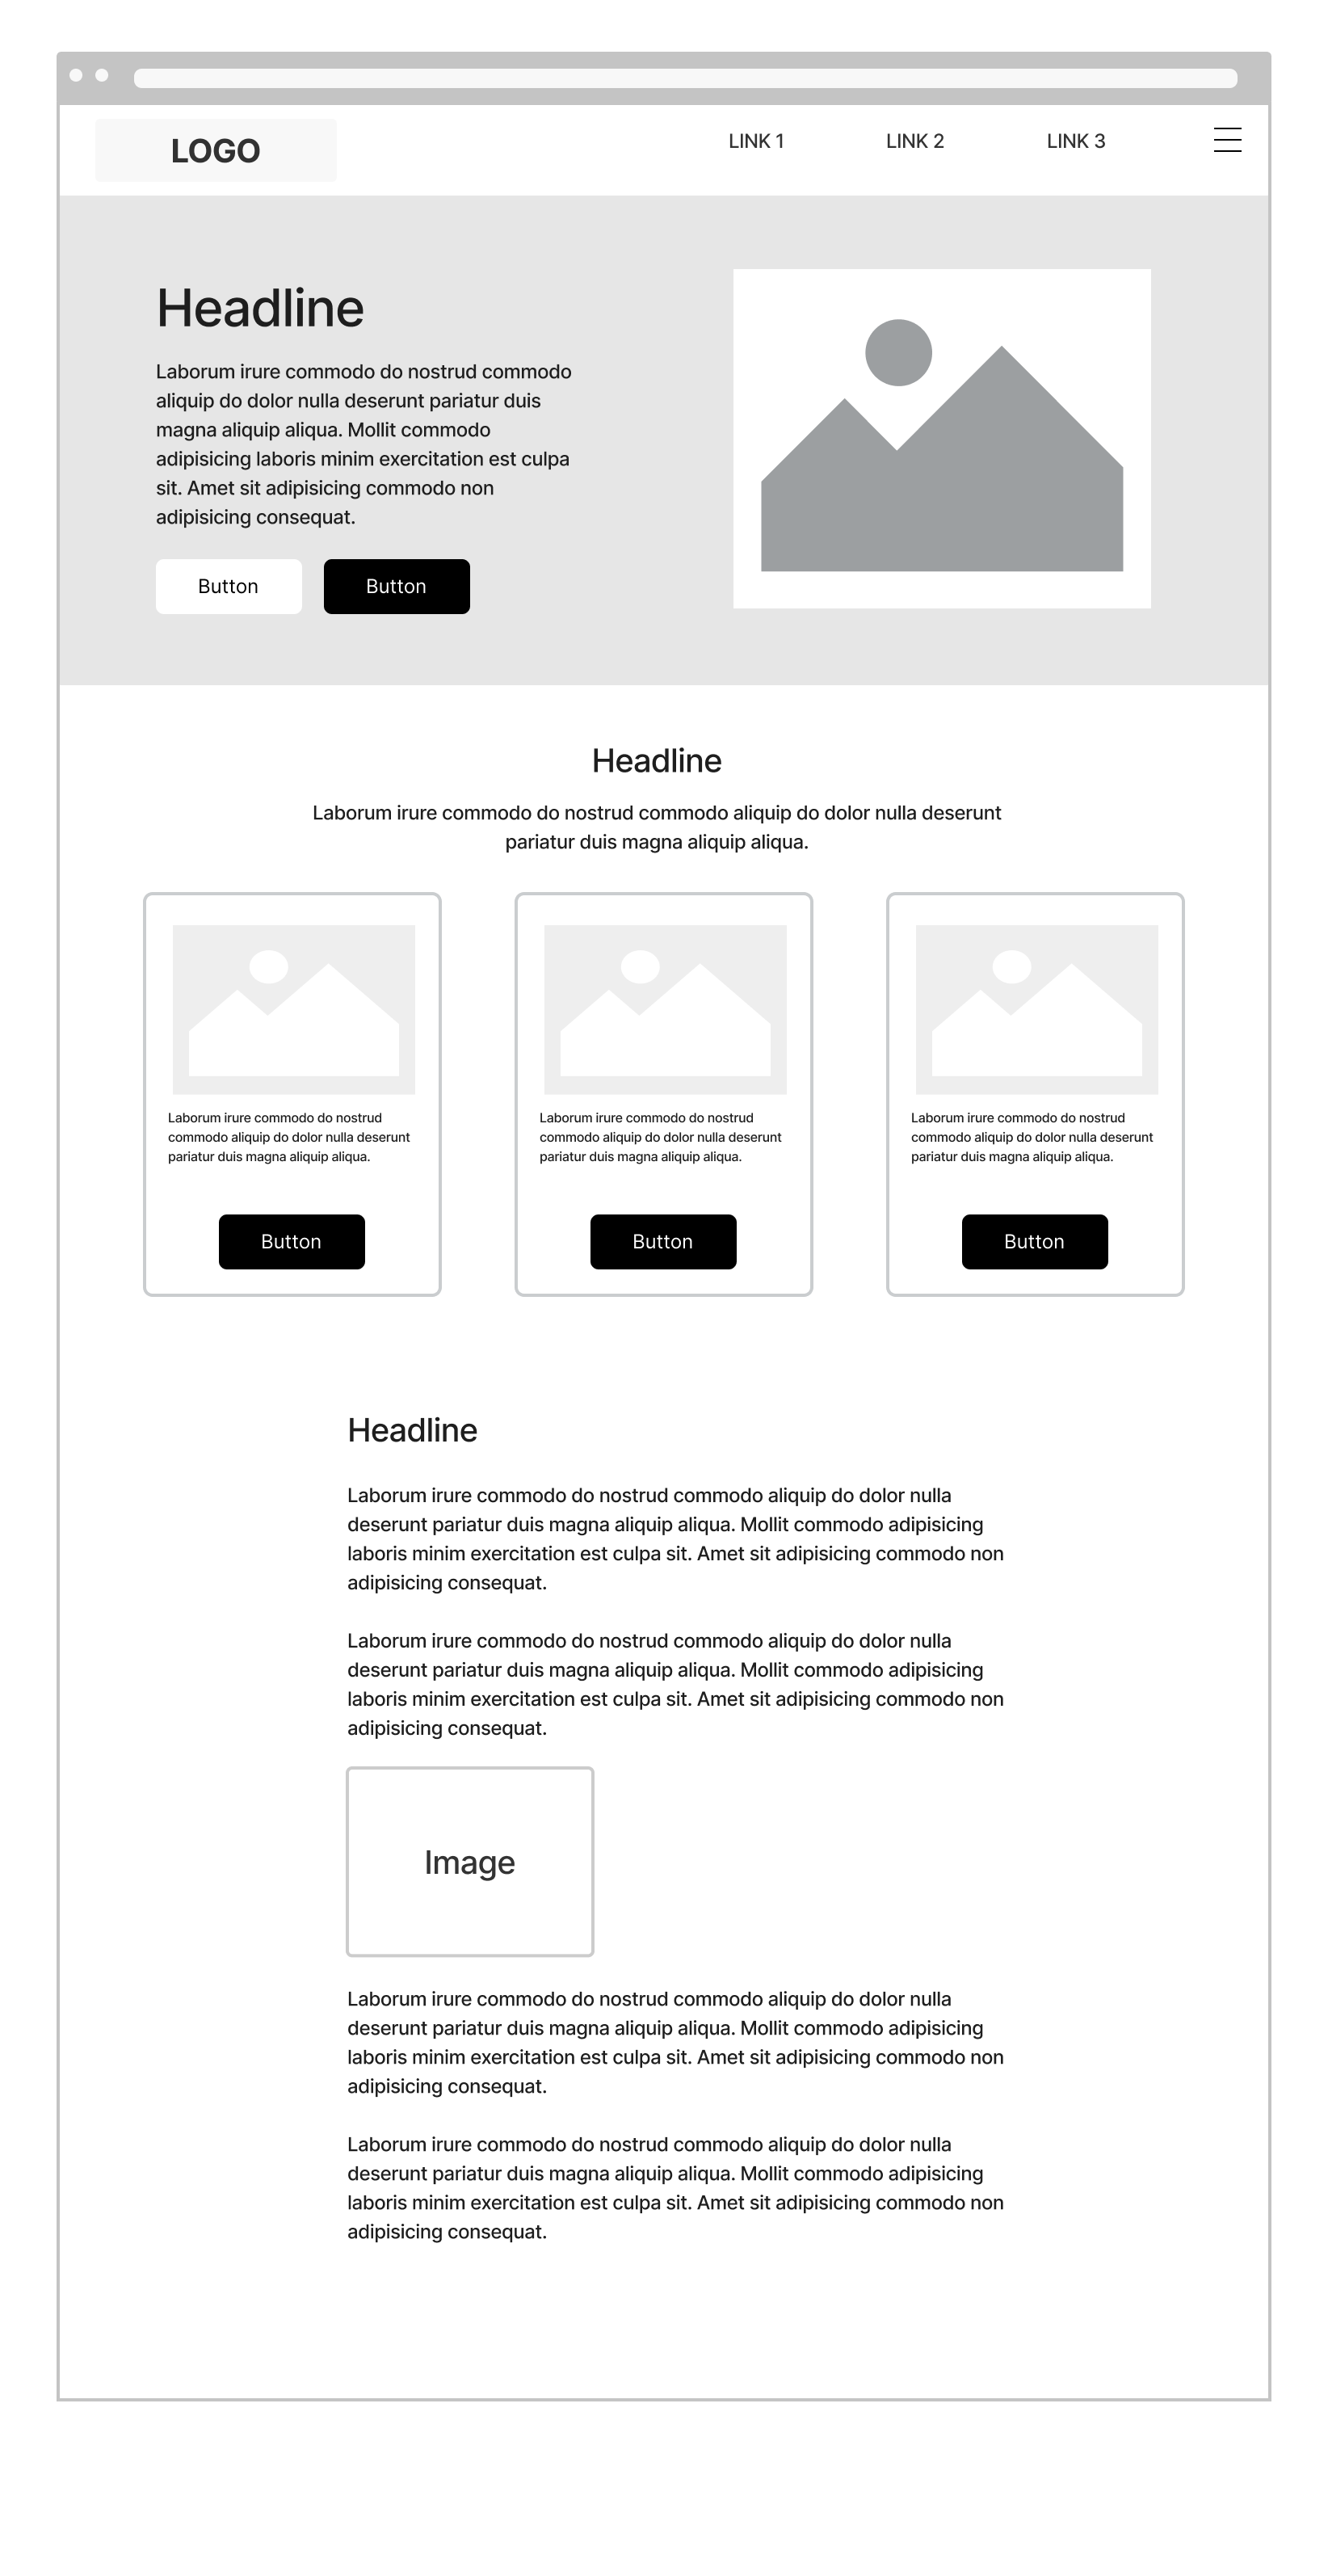 LOGO
LINK 1
LINK 2
LINK 3
Headline
Laborum irure commodo do nostrud commodo
aliquip do dolor nulla deserunt pariatur duis
magna aliquip aliqua. Mollit commodo
adipisicing laboris minim exercitation est culpa
sit. Amet sit adipisicing commodo non
adipisicing consequat.
Button
Button
Headline
Laborum irure commodo do nostrud commodo aliquip do dolor nulla deserunt
pariatur duis magna aliquip aliqua.
Laborum irure commodo do nostrud
commodo aliquip do dolor nulla deserunt
pariatur duis magna aliquip aliqua.
Button
Laborum irure commodo do nostrud
commodo aliquip do dolor nulla deserunt
pariatur duis magna aliquip aliqua.
Button
Laborum irure commodo do nostrud
commodo aliquip do dolor nulla deserunt
pariatur duis magna aliquip aliqua.
Button
Headline
Laborum irure commodo do nostrud commodo aliquip do dolor nulla
deserunt pariatur duis magna aliquip aliqua. Mollit commodo adipisicing
laboris minim exercitation est culpa sit. Amet sit adipisicing commodo non
adipisicing consequat.
Laborum irure commodo do nostrud commodo aliquip do dolor nulla
deserunt pariatur duis magna aliquip aliqua. Mollit commodo adipisicing
laboris minim exercitation est culpa sit. Amet sit adipisicing commodo non
adipisicing consequat.
Image
Laborum irure commodo do nostrud commodo aliquip do dolor nulla
deserunt pariatur duis magna aliquip aliqua. Mollit commodo adipisicing
laboris minim exercitation est culpa sit. Amet sit adipisicing commodo non
adipisicing consequat.
Laborum irure commodo do nostrud commodo aliquip do dolor nulla
deserunt pariatur duis magna aliquip aliqua. Mollit commodo adipisicing
laboris minim exercitation est culpa sit. Amet sit adipisicing commodo non
adipisicing consequat.